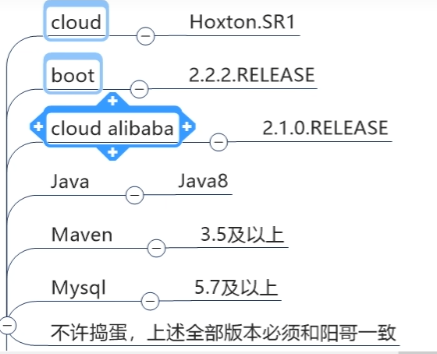 cloud Hoxton.SR1
boot 2.2.2.RELEASE
cloud alibaba 2.1.0.RELEASE
Java Java8
Maven 3.5及以上
Mysql 5.7及以上
不许捣蛋，上述全部版本必须和阳哥一致